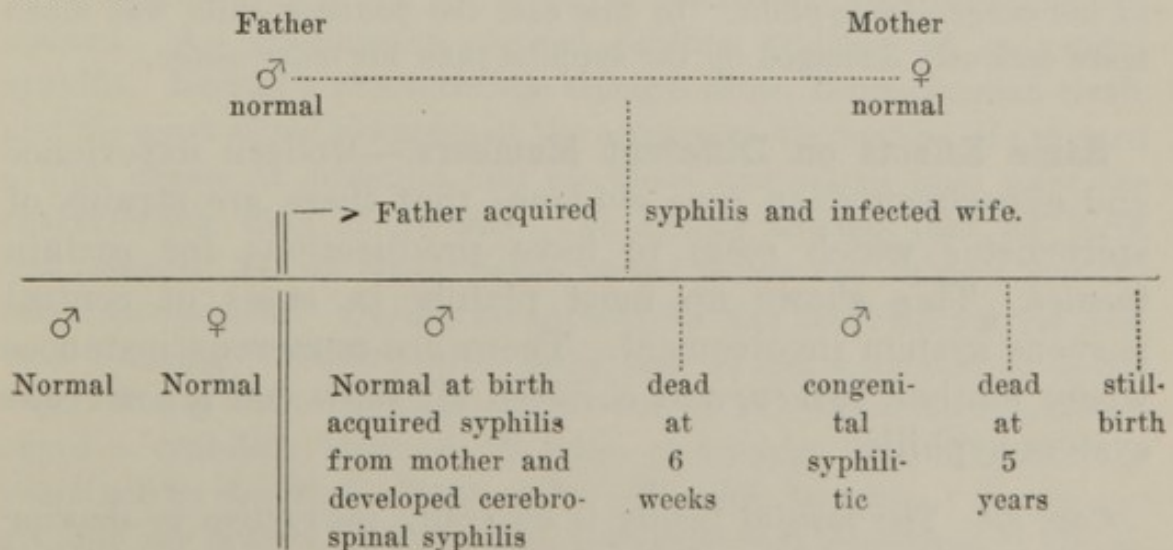 Father Mother
♂ ♀
normal normal
—> Father acquired syphilis and infected wife.
♂ ♀ ♂ ♂
Normal Normal Normal at birth dead congeni- dead still-
acquired syphilis at tal at birth
from mother and 6 syphili- 5
developed cerebro- weeks tic years
spinal syphilis